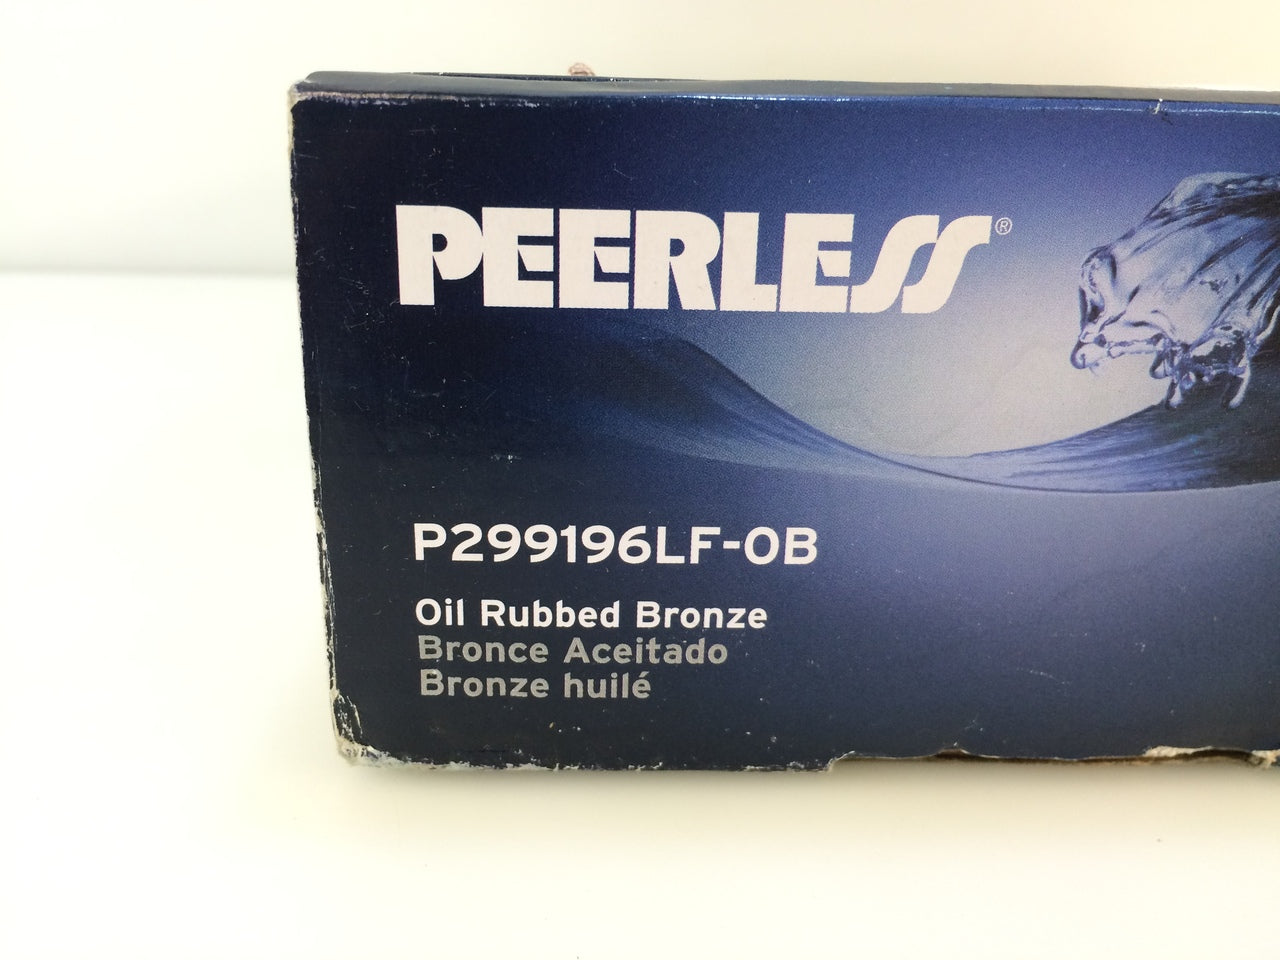 PEERLESS®
P299196LF-OB
Oil Rubbed Bronze
Bronce Aceitado
Bronze huilé